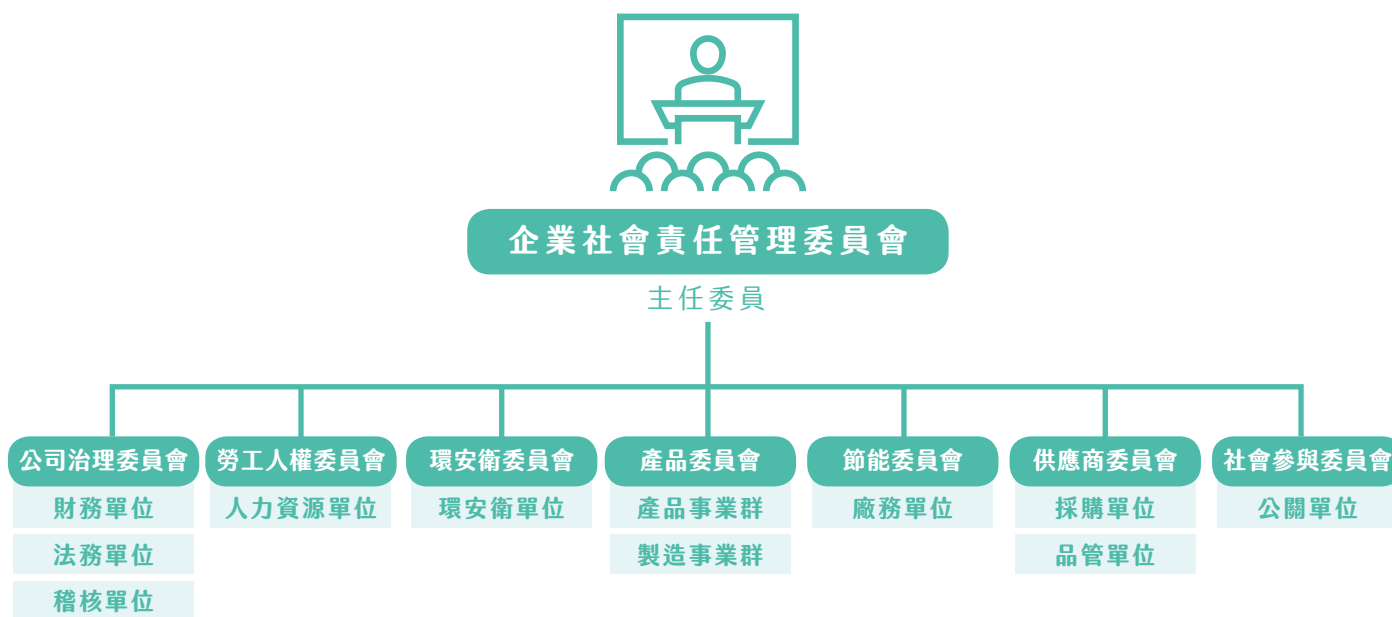 企業社會責任管理委員會
主任委員
公司治理委員會 勞工人權委員會 環安衛委員會 產品委員會 節能委員會 供應商委員會 社會參與委員會
財務單位 人力資源單位 環安衛單位 產品事業群 廠務單位 採購單位 公關單位
法務單位 製造事業群 品管單位
稽核單位